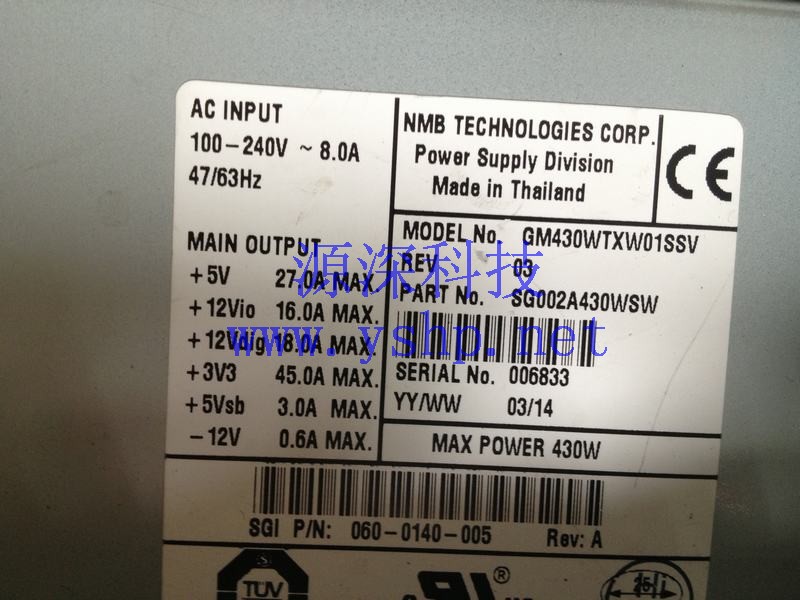 AC INPUT
100-240V ~ 8.0A
47/63Hz
NMB TECHNOLOGIES CORP.
Power Supply Division
Made in Thailand
CE
MAIN OUTPUT
+5V 27.0A MAX.
+12Vio 16.0A MAX.
+12Vdig 18.0A MAX.
+3V3 45.0A MAX.
+5Vsb 3.0A MAX.
-12V 0.6A MAX.
MODEL No. GM430WTXW01SSV
REV 03
PART No. SG002A430WSW
SERIAL No. 006833
YY/WW 03/14
MAX POWER 430W
源深科技
www.yshp.net
SGI P/N: 060-0140-005 Rev: A
TÜV
®